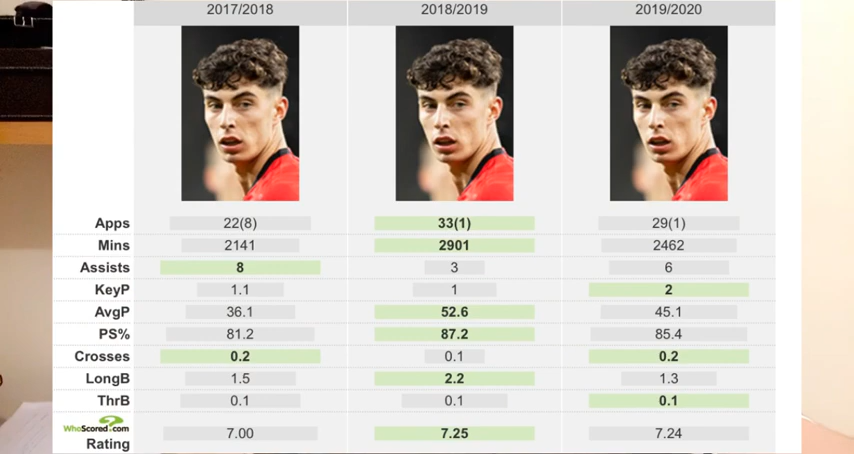 2017/2018 2018/2019 2019/2020
Apps 22(8) 33(1) 29(1)
Mins 2141 2901 2462
Assists 8 3 6
KeyP 1.1 1 2
AvgP 36.1 52.6 45.1
PS% 81.2 87.2 85.4
Crosses 0.2 0.1 0.2
LongB 1.5 2.2 1.3
ThrB 0.1 0.1 0.1
WhoScored.com
Rating 7.00 7.25 7.24